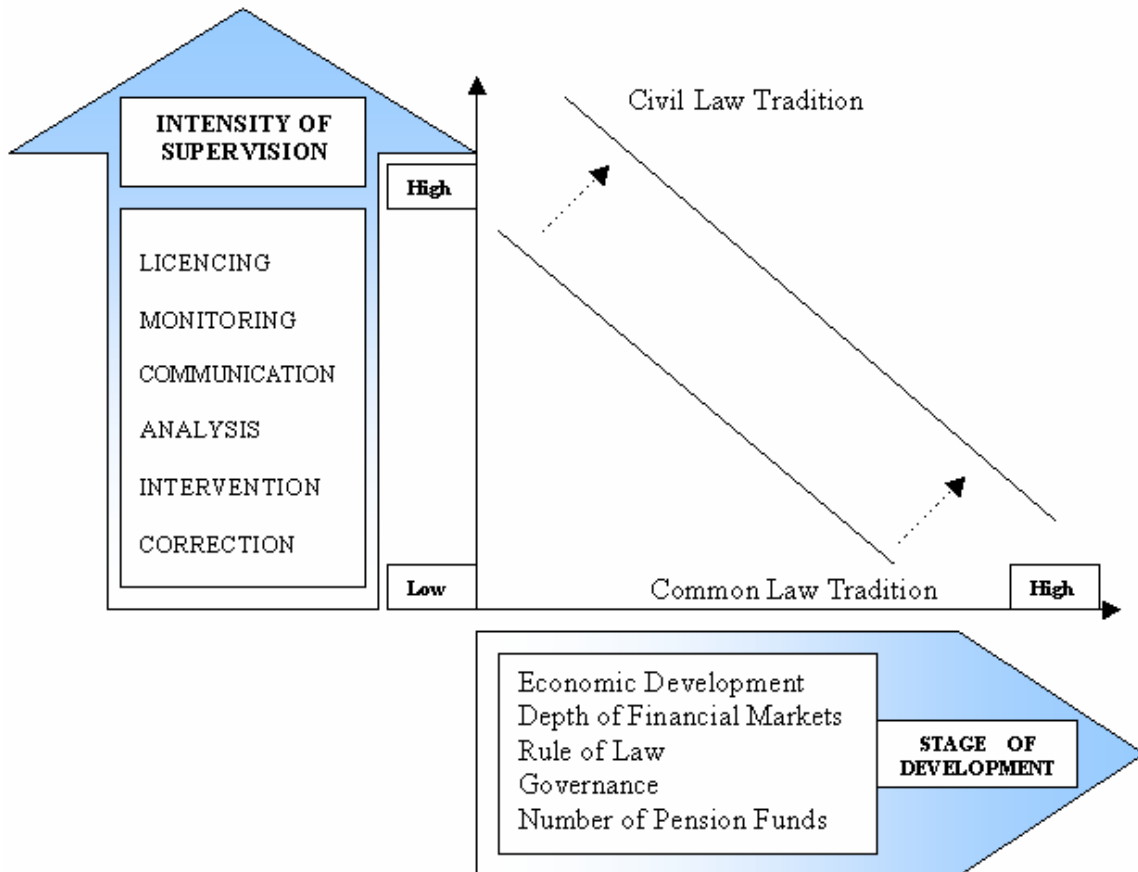 INTENSITY OF
SUPERVISION
LICENCING
MONITORING
COMMUNICATION
ANALYSIS
INTERVENTION
CORRECTION
High
Low
Civil Law Tradition
Common Law Tradition
High
Economic Development
Depth of Financial Markets
Rule of Law
Governance
Number of Pension Funds
STAGE OF
DEVELOPMENT